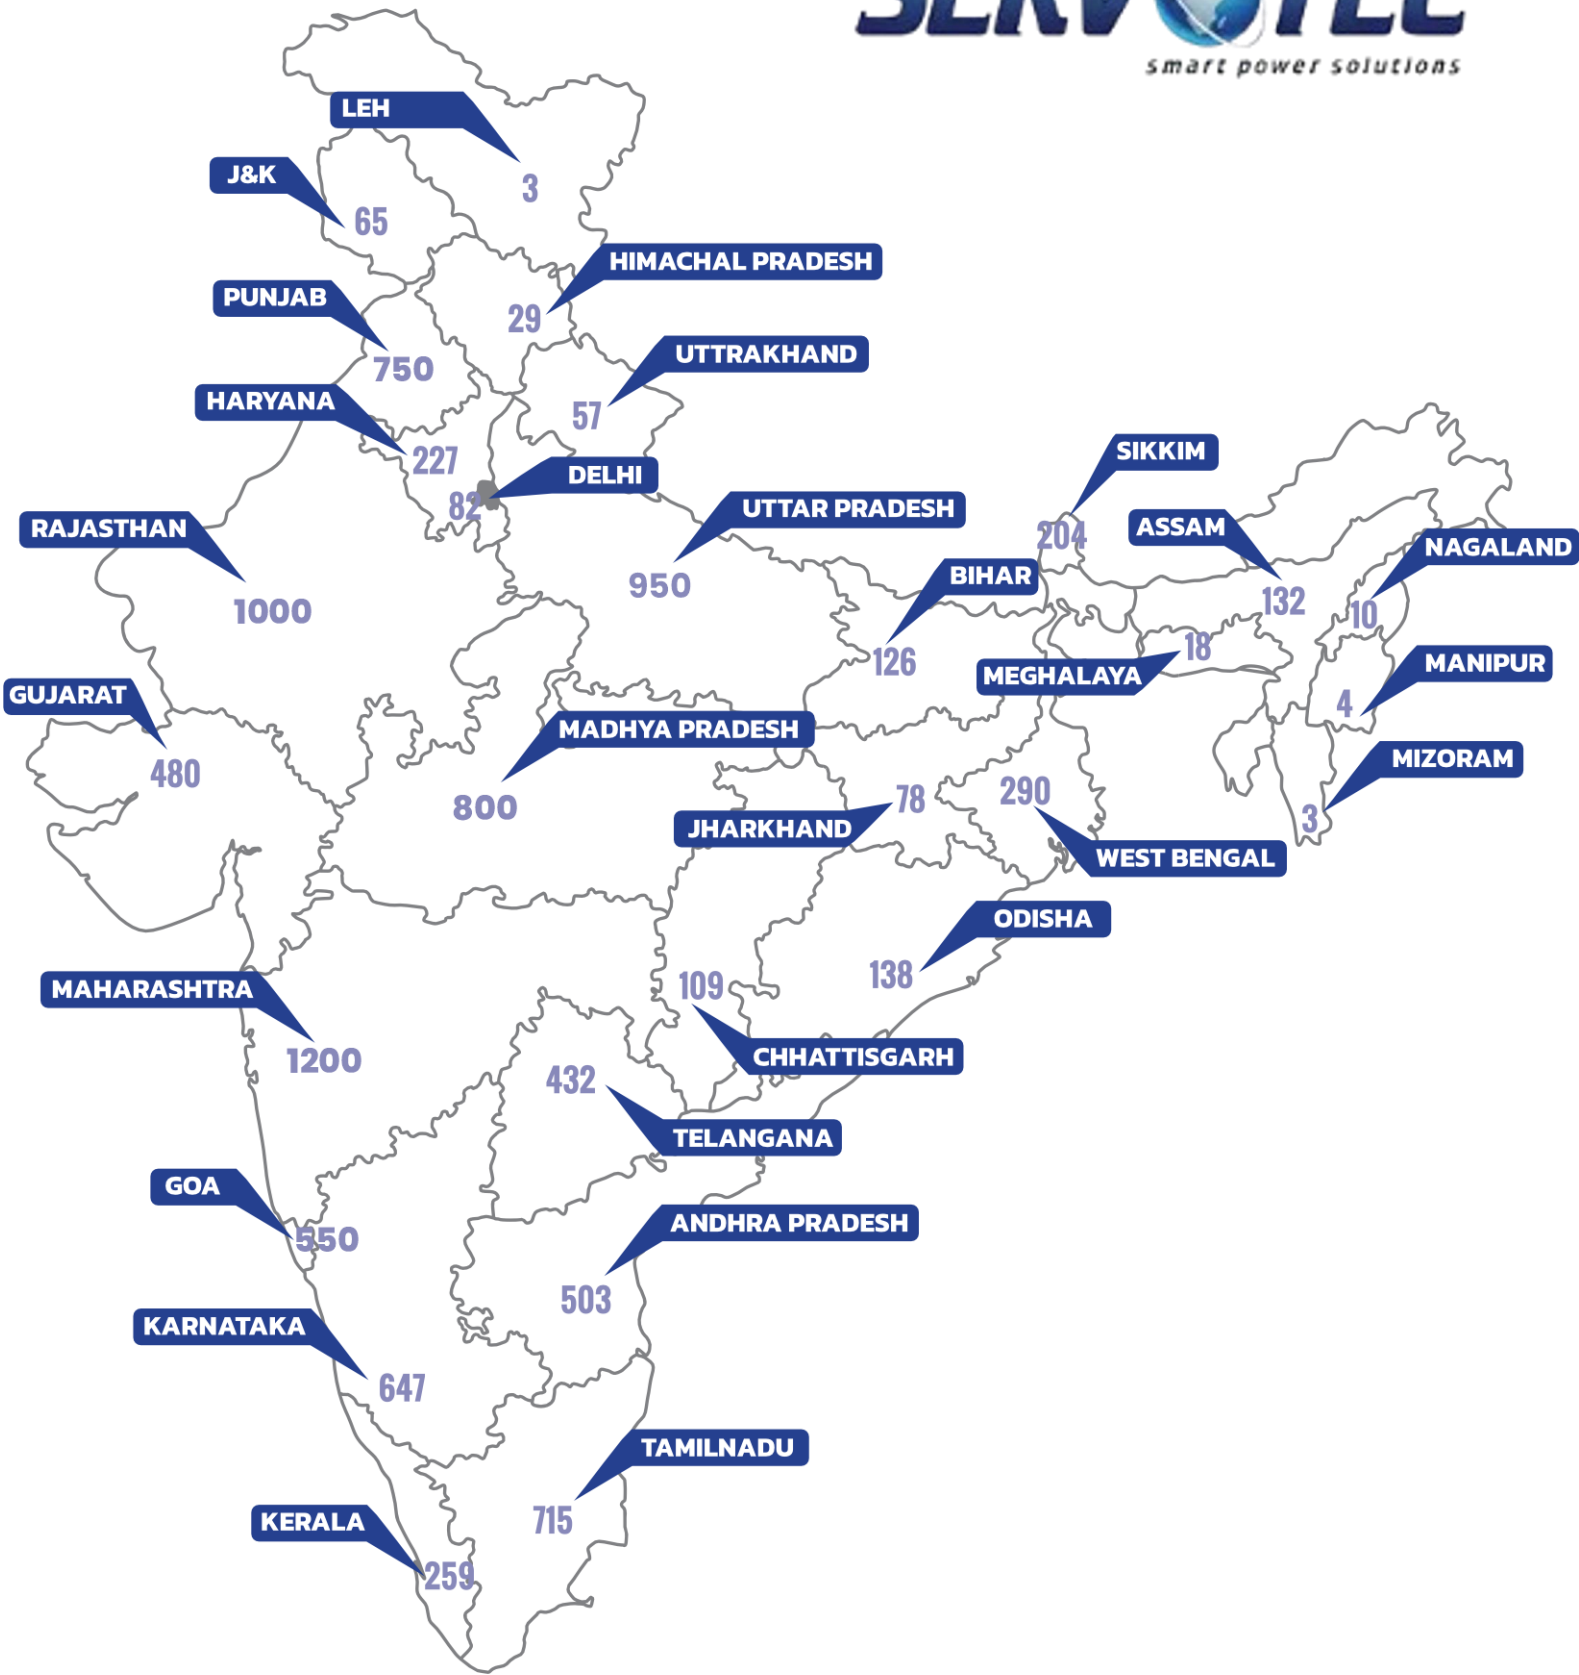 SERVOTEC
smart power solutions
LEH
3
J&K
65
HIMACHAL PRADESH
29
PUNJAB
750
UTTRAKHAND
57
HARYANA
227
DELHI
82
SIKKIM
204
UTTAR PRADESH
950
RAJASTHAN
1000
ASSAM
132
NAGALAND
10
BIHAR
126
MEGHALAYA
18
MANIPUR
4
GUJARAT
480
MADHYA PRADESH
800
MIZORAM
3
JHARKHAND
78
290
WEST BENGAL
ODISHA
138
MAHARASHTRA
1200
109
CHHATTISGARH
432
TELANGANA
GOA
550
ANDHRA PRADESH
503
KARNATAKA
647
TAMILNADU
715
KERALA
259